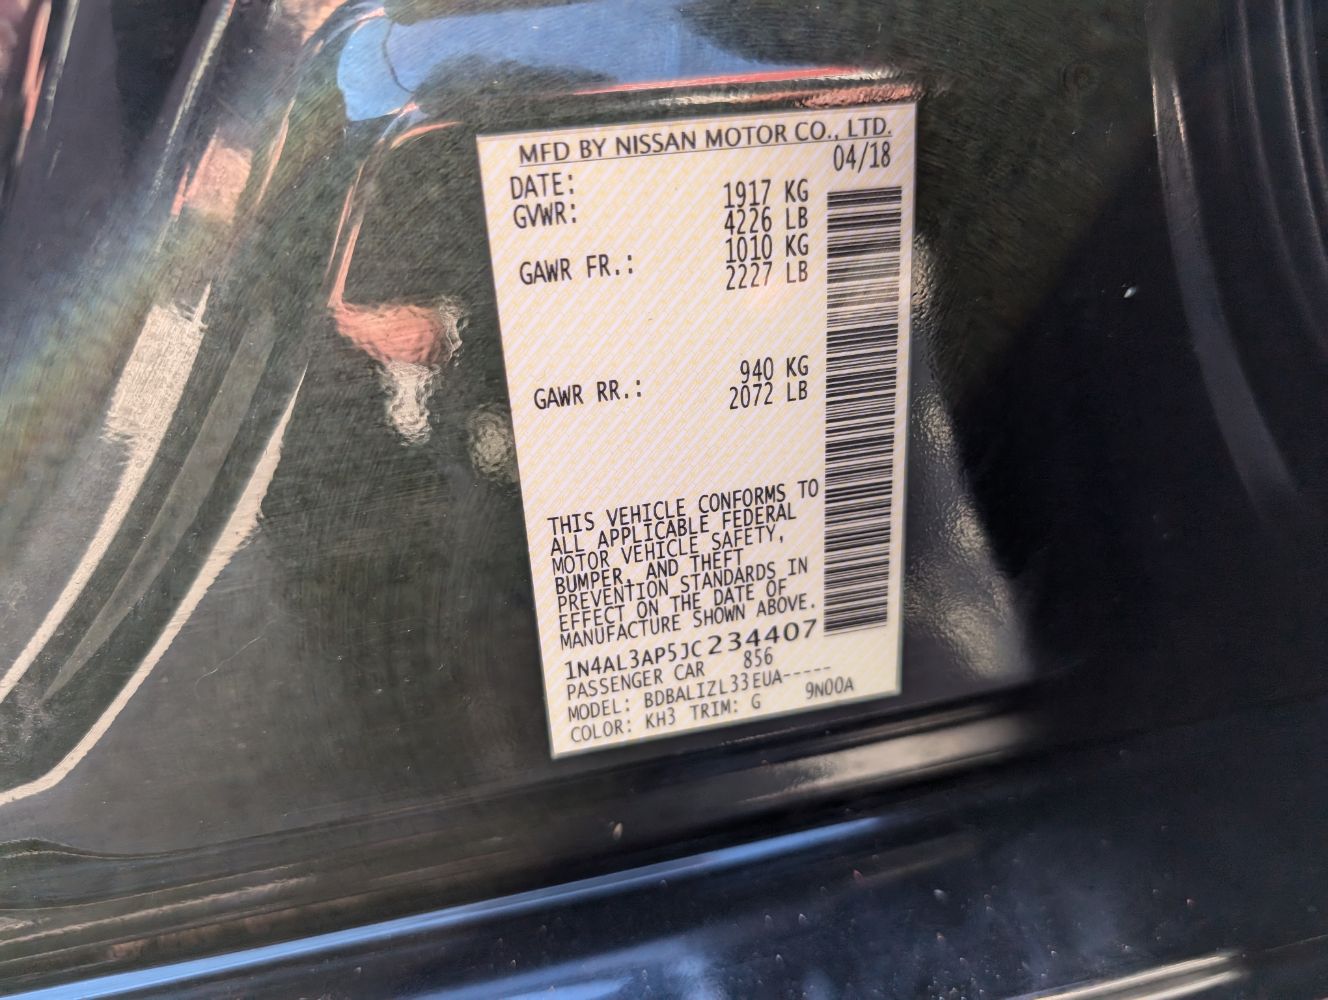 MFD BY NISSAN MOTOR CO., LTD.
DATE: 04/18
GVWR: 1917 KG
4226 LB
GAWR FR.: 1010 KG
2227 LB
GAWR RR.: 940 KG
2072 LB
THIS VEHICLE CONFORMS TO
ALL APPLICABLE FEDERAL
MOTOR VEHICLE SAFETY,
BUMPER, AND THEFT
PREVENTION STANDARDS IN
EFFECT ON THE DATE OF
MANUFACTURE SHOWN ABOVE.
1N4AL3AP5JC234407
PASSENGER CAR 856
MODEL: BDBALIZL33EUA-----
COLOR: KH3 TRIM: G 9N00A